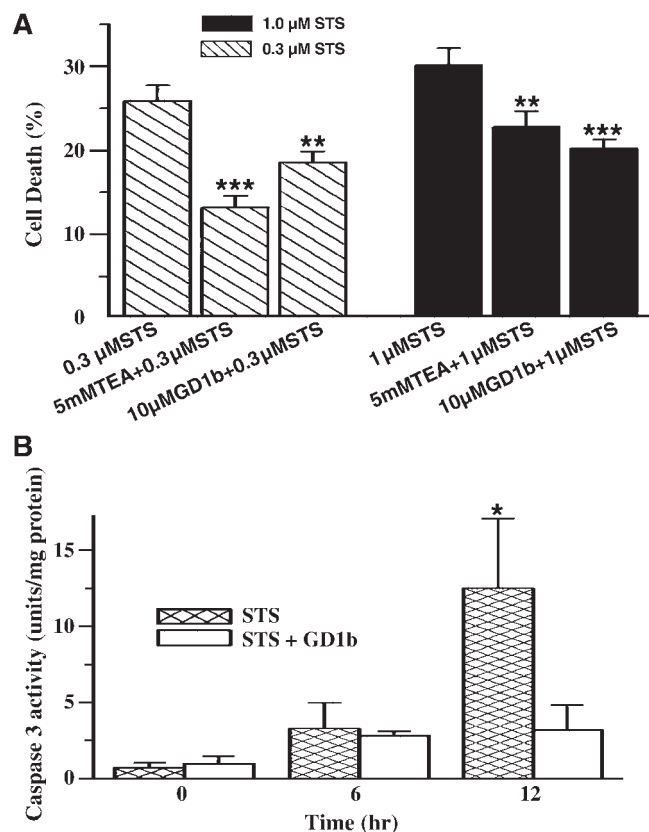 A
1.0 µM STS
0.3 µM STS
Cell Death (%)
30
20
10
0
**
***
**
***
0.3 µMSTS
5mMTEA+0.3µMSTS
10µMGD1b+0.3µMSTS
1µMSTS
5mMTEA+1µMSTS
10µMGD1b+1µMSTS
B
Caspase 3 activity (units/mg protein)
15
10
5
0
*
STS
STS + GD1b
0
6
12
Time (hr)